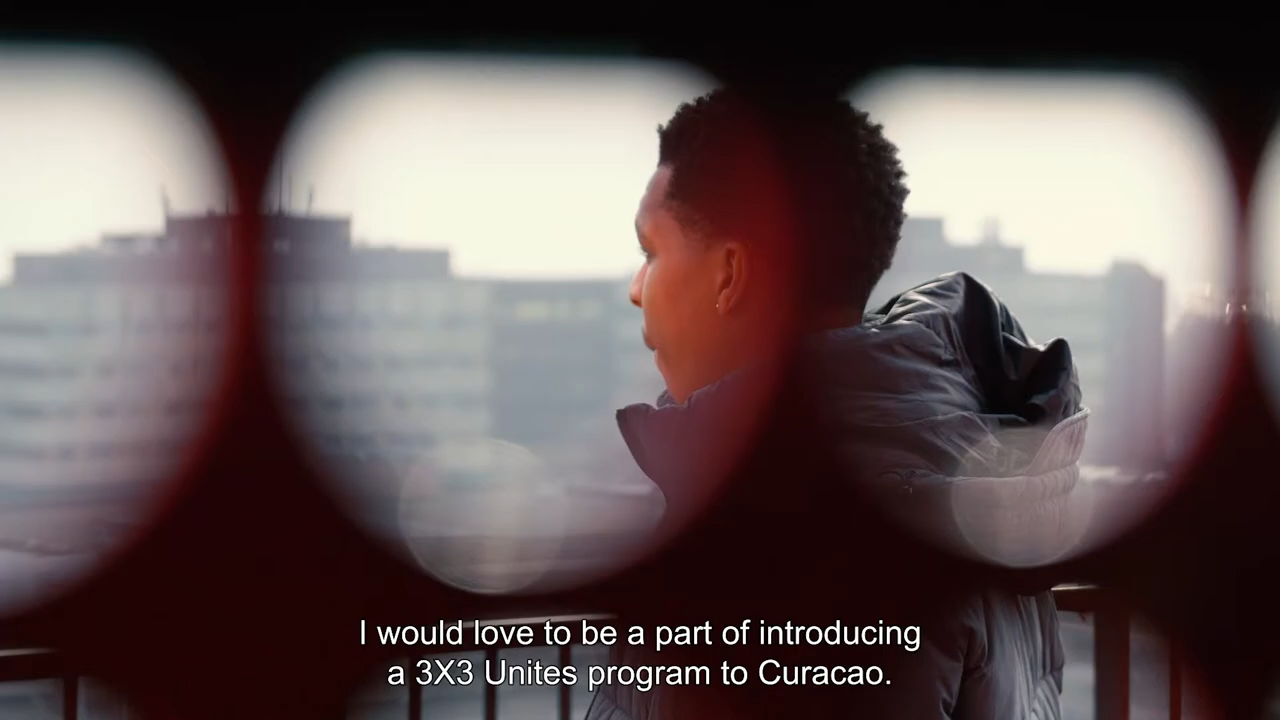 I would love to be a part of introducing
a 3X3 Unites program to Curacao.